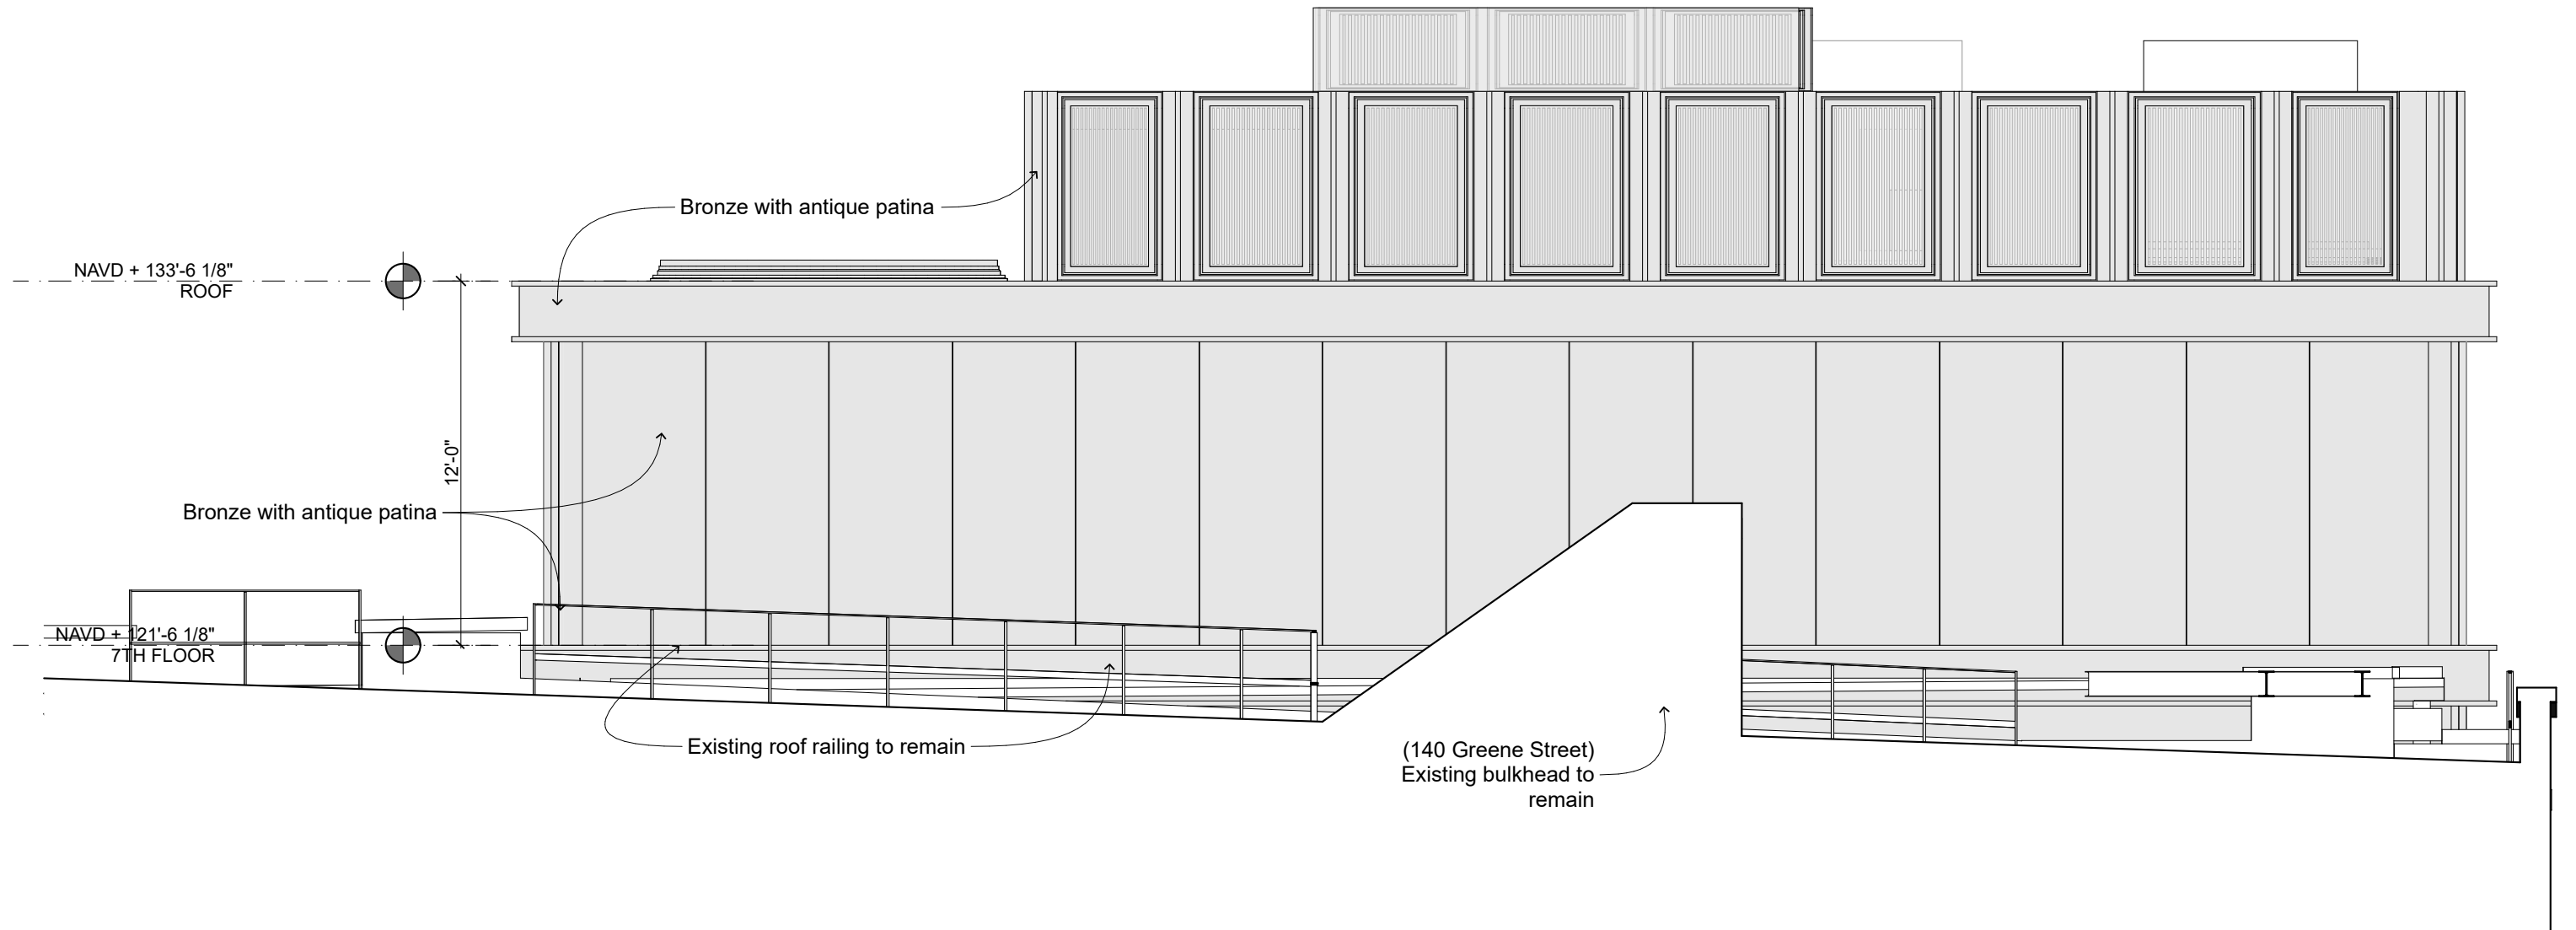 Bronze with antique patina
NAVD + 133'-6 1/8"
ROOF
12'-0"
Bronze with antique patina
NAVD + 121'-6 1/8"
7TH FLOOR
Existing roof railing to remain
(140 Greene Street)
Existing bulkhead to
remain